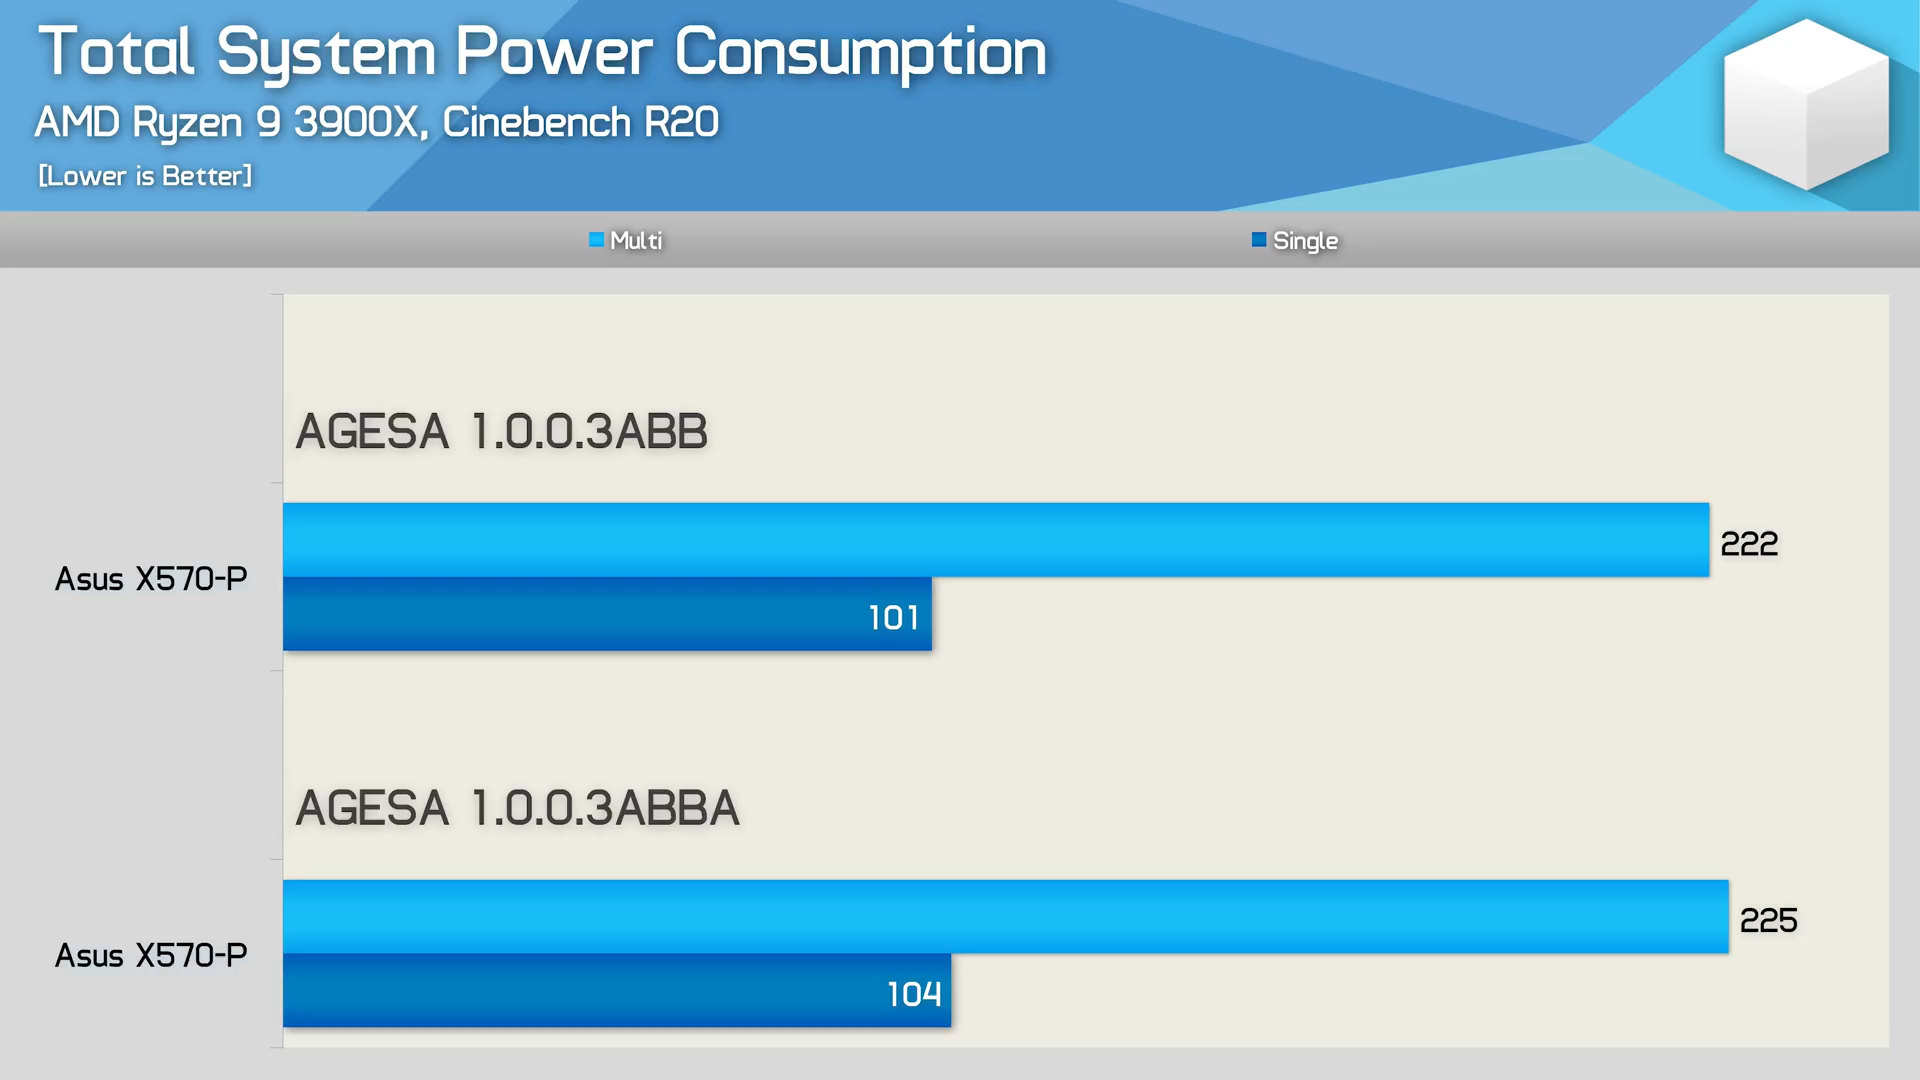 Total System Power Consumption
AMD Ryzen 9 3900X, Cinebench R20
[Lower is Better]
Multi
Single
AGESA 1.0.0.3ABB
Asus X570-P
222
101
AGESA 1.0.0.3ABBA
Asus X570-P
225
104